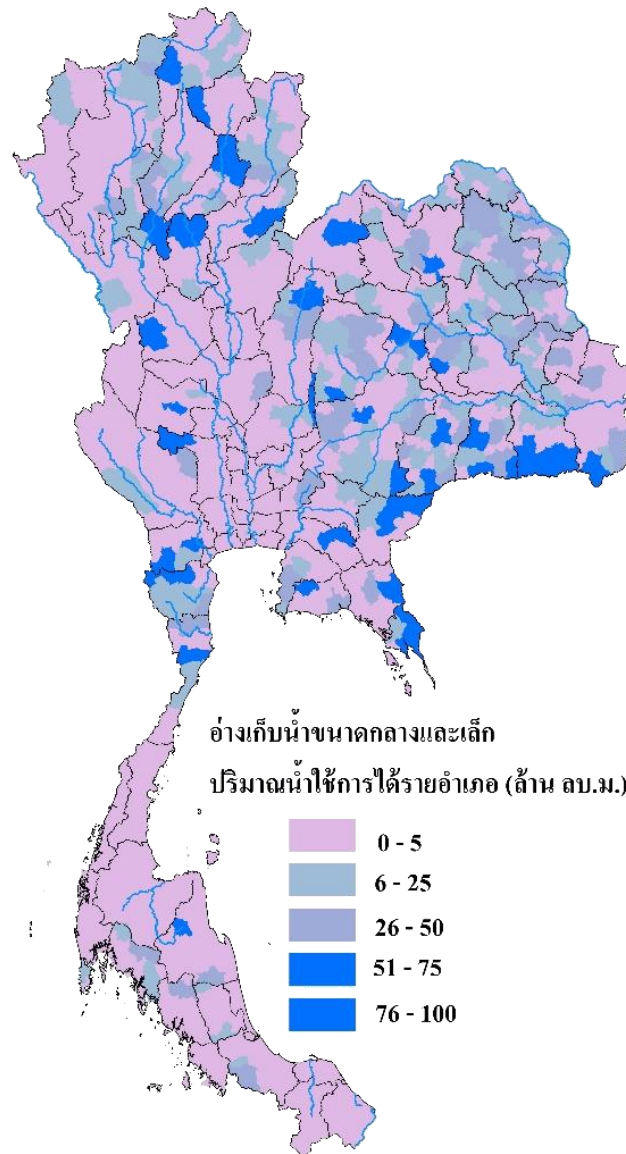 อ่างเก็บน้ำขนาดกลางและเล็ก
ปริมาณน้ำใช้การได้รายอำเภอ (ล้าน ลบ.ม.)
0 - 5
6 - 25
26 - 50
51 - 75
76 - 100